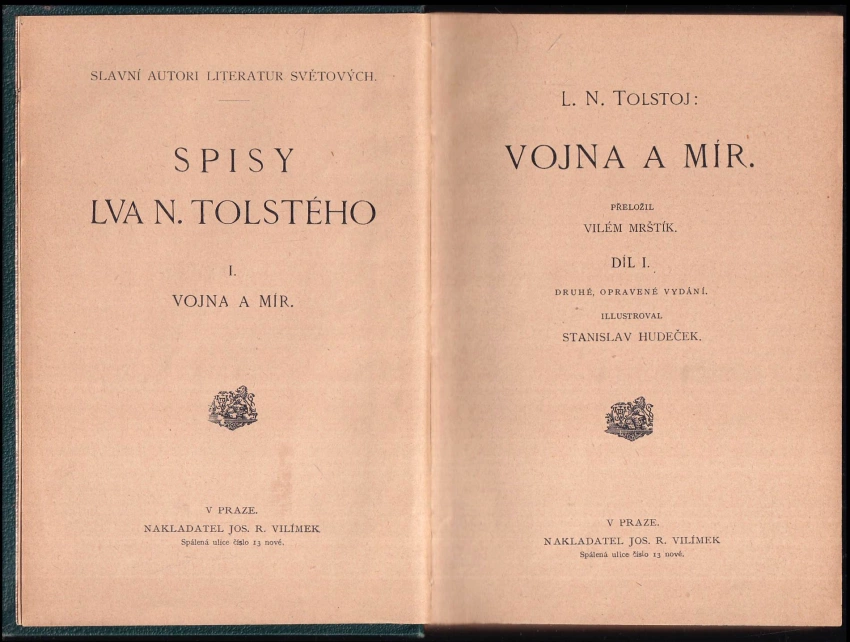 SLAVNÍ AUTORI LITERATUR SVĚTOVÝCH.
SPISY
LVA N. TOLSTÉHO
I.
VOJNA A MÍR.
V PRAZE.
NAKLADATEL JOS. R. VILÍMEK
Spálená ulice číslo 13 nové.
L. N. TOLSTOJ:
VOJNA A MÍR.
PŘELOŽIL
VILÉM MRŠTÍK.
DÍL I.
DRUHÉ, OPRAVENÉ VYDÁNÍ.
ILLUSTROVAL
STANISLAV HUDEČEK.
V PRAZE.
NAKLADATEL JOS. R. VILÍMEK
Spálená ulice číslo 13 nové.